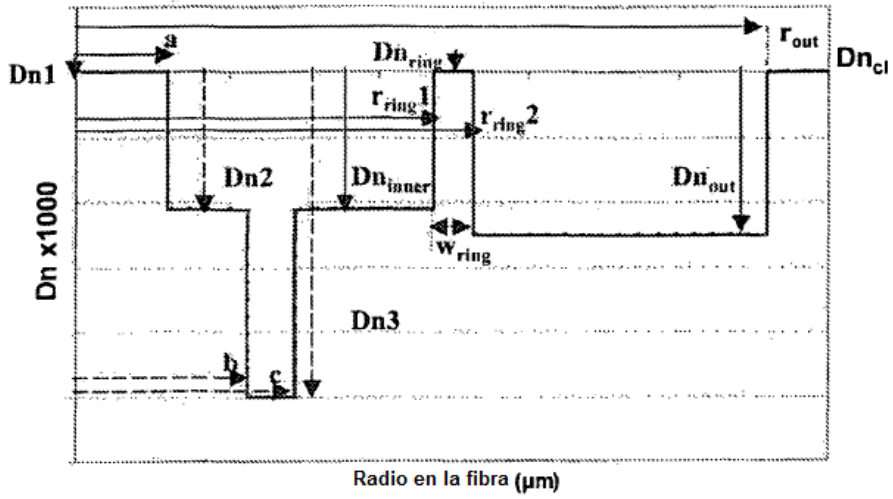 a
r_out
Dn1
Dn_ring
Dn_cl
r_ring1
r_ring2
Dn2
Dn_inner
Dn_out
w_ring
Dn x1000
Dn3
b
c
Radio en la fibra (µm)